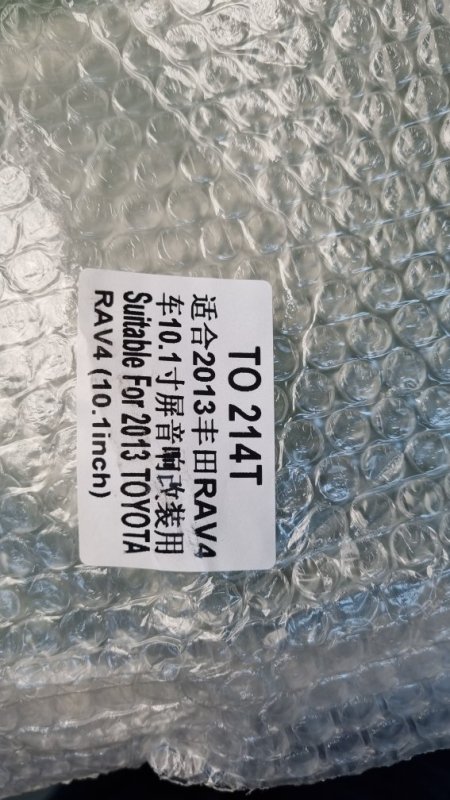 TO 214T
适合2013丰田RAV4
车10.1寸屏音响改装用
Suitable For 2013 TOYOTA
RAV4 (10.1inch)